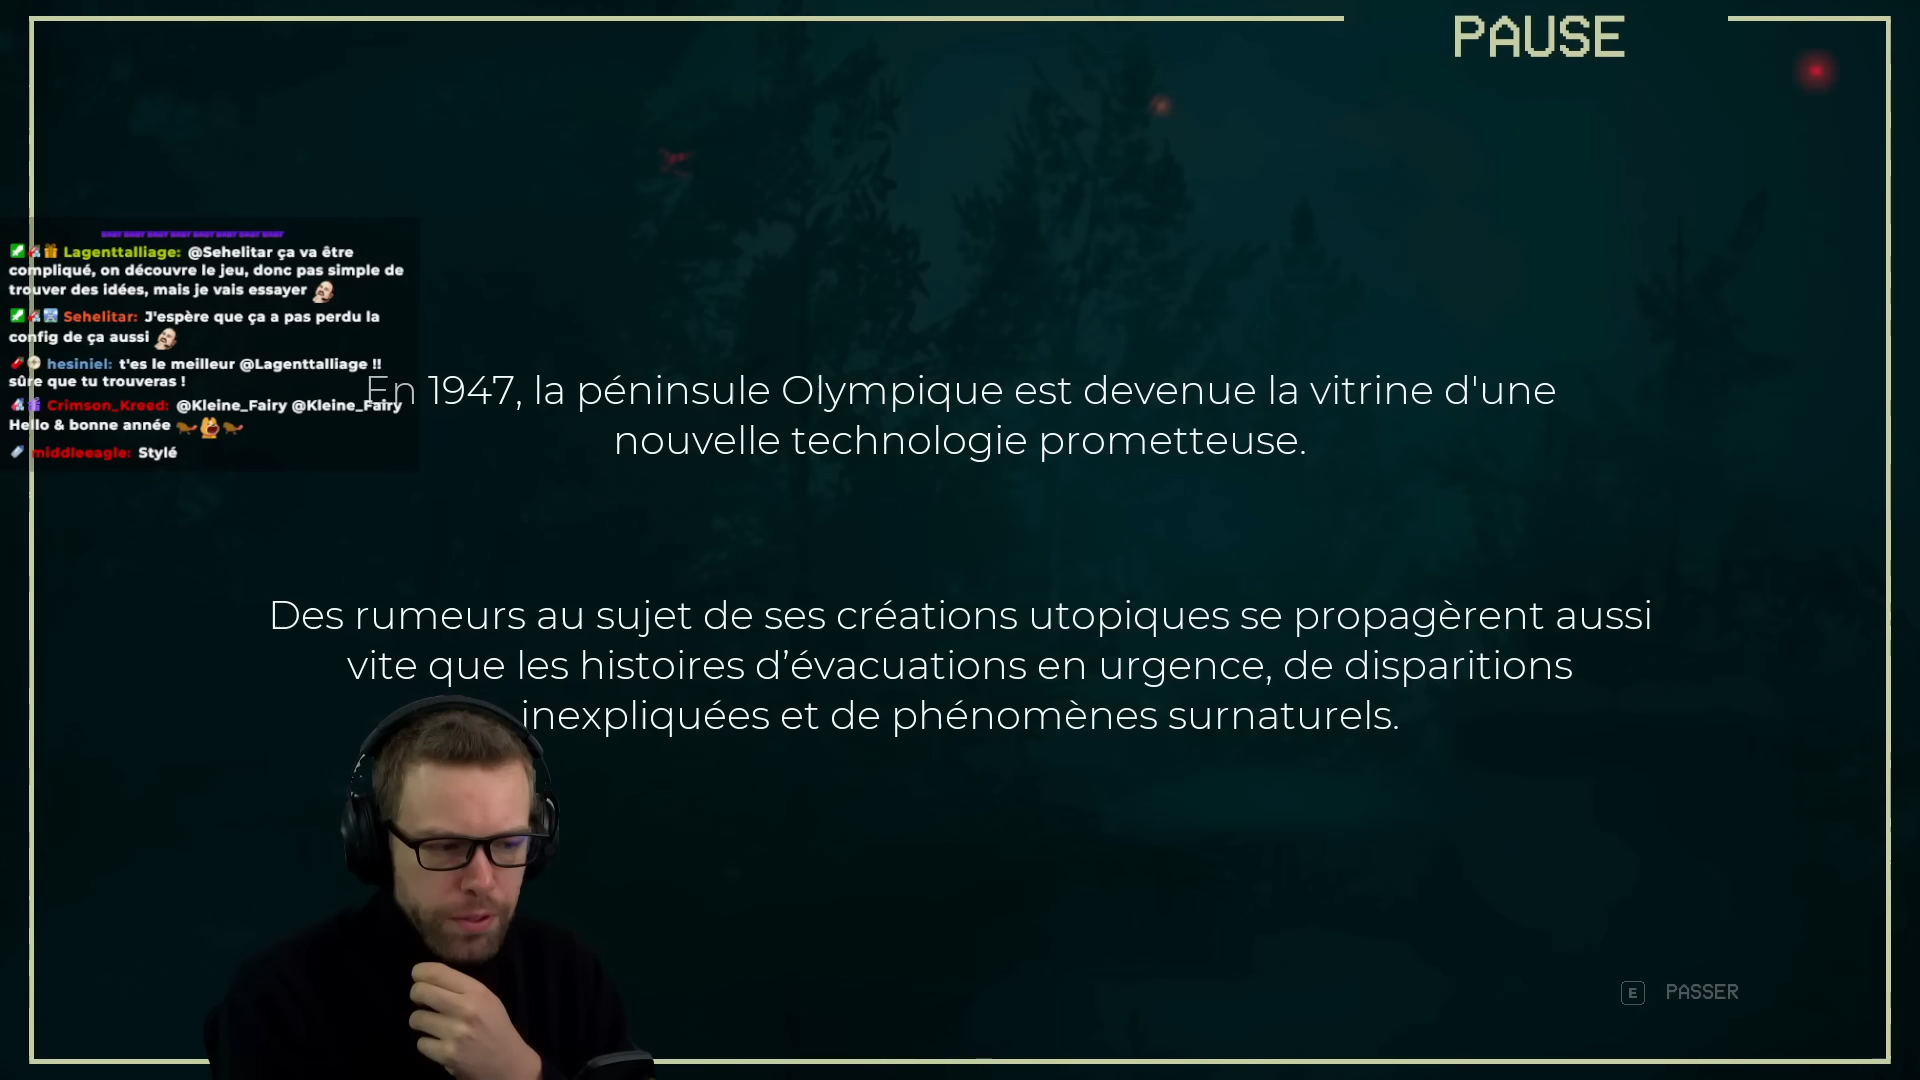 PAUSE
Lagenttalliage: @Sehelitar ça va être
compliqué, on découvre le jeu, donc pas simple de
trouver des idées, mais je vais essayer
Sehelitar: J'espère que ça a pas perdu la
config de ça aussi
hesiniel: t'es le meilleur @Lagenttalliage !!
sûre que tu trouveras !
Crimson_Kreed: @Kleine_Fairy @Kleine_Fairy
Hello & bonne année
middleeagle: Stylé
En 1947, la péninsule Olympique est devenue la vitrine d'une
nouvelle technologie prometteuse.
Des rumeurs au sujet de ses créations utopiques se propagèrent aussi
vite que les histoires d’évacuations en urgence, de disparitions
inexpliquées et de phénomènes surnaturels.
E PASSER